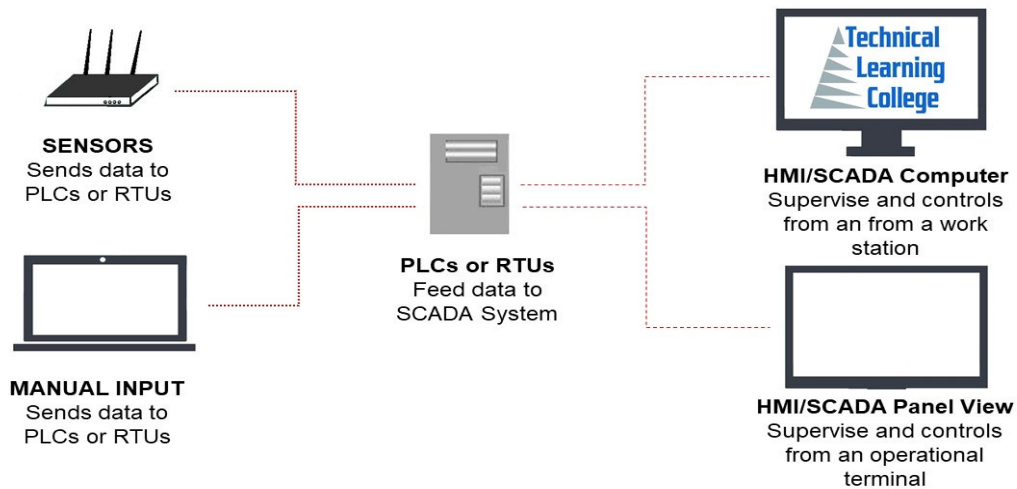 SENSORS
Sends data to
PLCs or RTUs
MANUAL INPUT
Sends data to
PLCs or RTUs
PLCs or RTUs
Feed data to
SCADA System
Technical
Learning
College
HMI/SCADA Computer
Supervise and controls
from an from a work
station
HMI/SCADA Panel View
Supervise and controls
from an operational
terminal